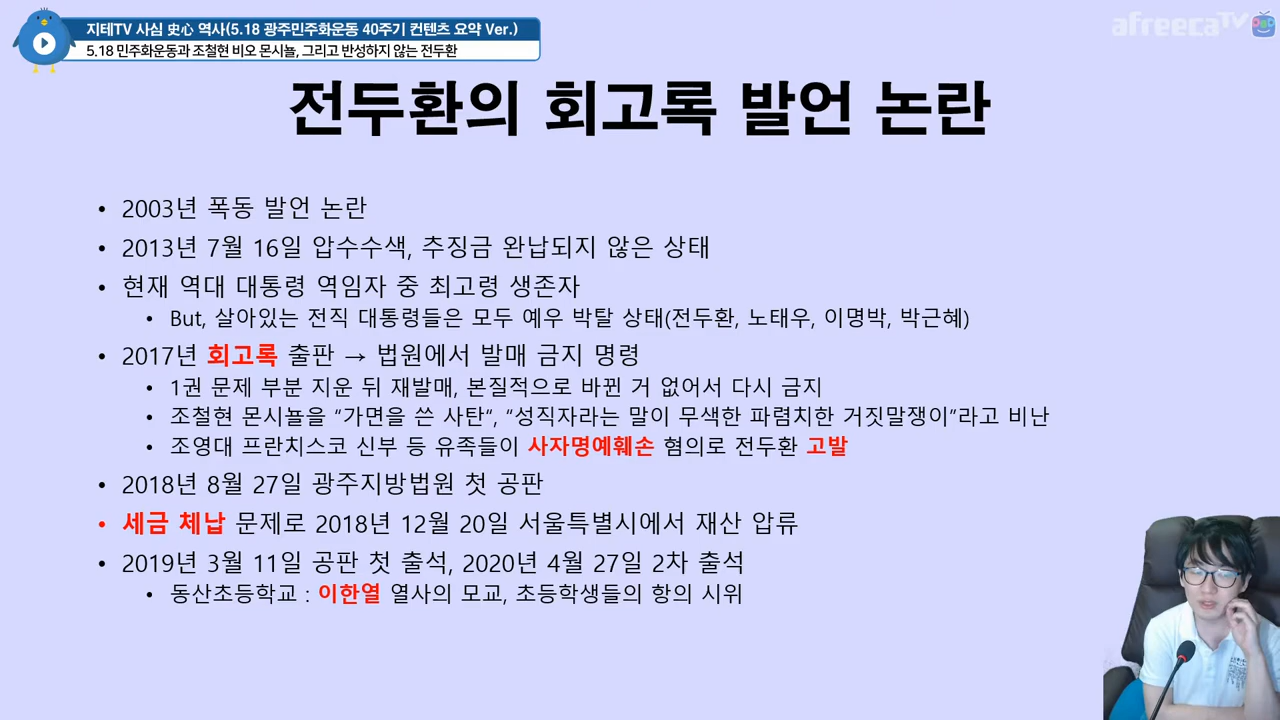 지테TV 사심 史心 역사(5.18 광주민주화운동 40주기 컨텐츠 요약 Ver.)
5.18 민주화운동과 조철현 비오 몬시뇰, 그리고 반성하지 않는 전두환
afreecaTV
전두환의 회고록 발언 논란
• 2003년 폭동 발언 논란
• 2013년 7월 16일 압수수색, 추징금 완납되지 않은 상태
• 현재 역대 대통령 역임자 중 최고령 생존자
• But, 살아있는 전직 대통령들은 모두 예우 박탈 상태(전두환, 노태우, 이명박, 박근혜)
• 2017년 회고록 출판 → 법원에서 발매 금지 명령
• 1권 문제 부분 지운 뒤 재발매, 본질적으로 바뀐 거 없어서 다시 금지
• 조철현 몬시뇰을 “가면을 쓴 사탄“, “성직자라는 말이 무색한 파렴치한 거짓말쟁이”라고 비난
• 조영대 프란치스코 신부 등 유족들이 사자명예훼손 혐의로 전두환 고발
• 2018년 8월 27일 광주지방법원 첫 공판
• 세금 체납 문제로 2018년 12월 20일 서울특별시에서 재산 압류
• 2019년 3월 11일 공판 첫 출석, 2020년 4월 27일 2차 출석
• 동산초등학교 : 이한열 열사의 모교, 초등학생들의 항의 시위